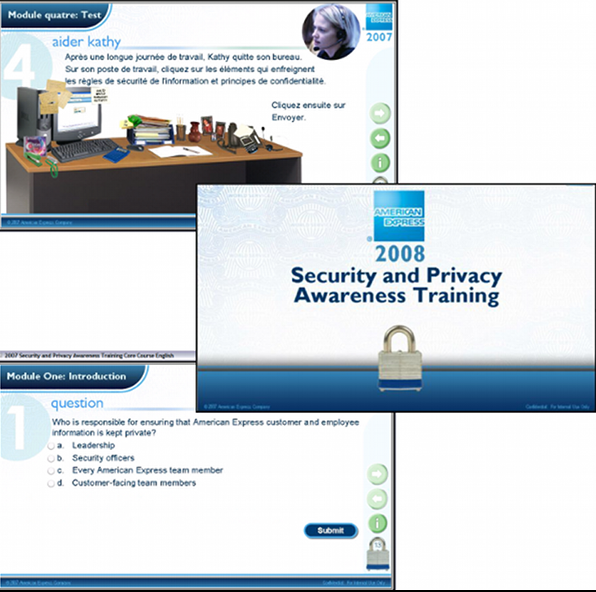 Module quatre: Test
AMERICAN
EXPRESS
2007
4
aider kathy
Après une longue journée de travail, Kathy quitte son bureau.
Sur son poste de travail, cliquez sur les éléments qui enfreignent
les règles de sécurité de l'information et principes de confidentialité.
Cliquez ensuite sur
Envoyer.
i
© 2007 American Express Company
AMERICAN
EXPRESS
®
2008
Security and Privacy
Awareness Training
© 2007 American Express Company
Confidential - For Internal Use Only
2007 Security and Privacy Awareness Training Core Course English
Module One: Introduction
1
question
Who is responsible for ensuring that American Express customer and employee
information is kept private?
a. Leadership
b. Security officers
c. Every American Express team member
d. Customer-facing team members
i
Submit
© 2007 American Express Company
Confidential - For Internal Use Only